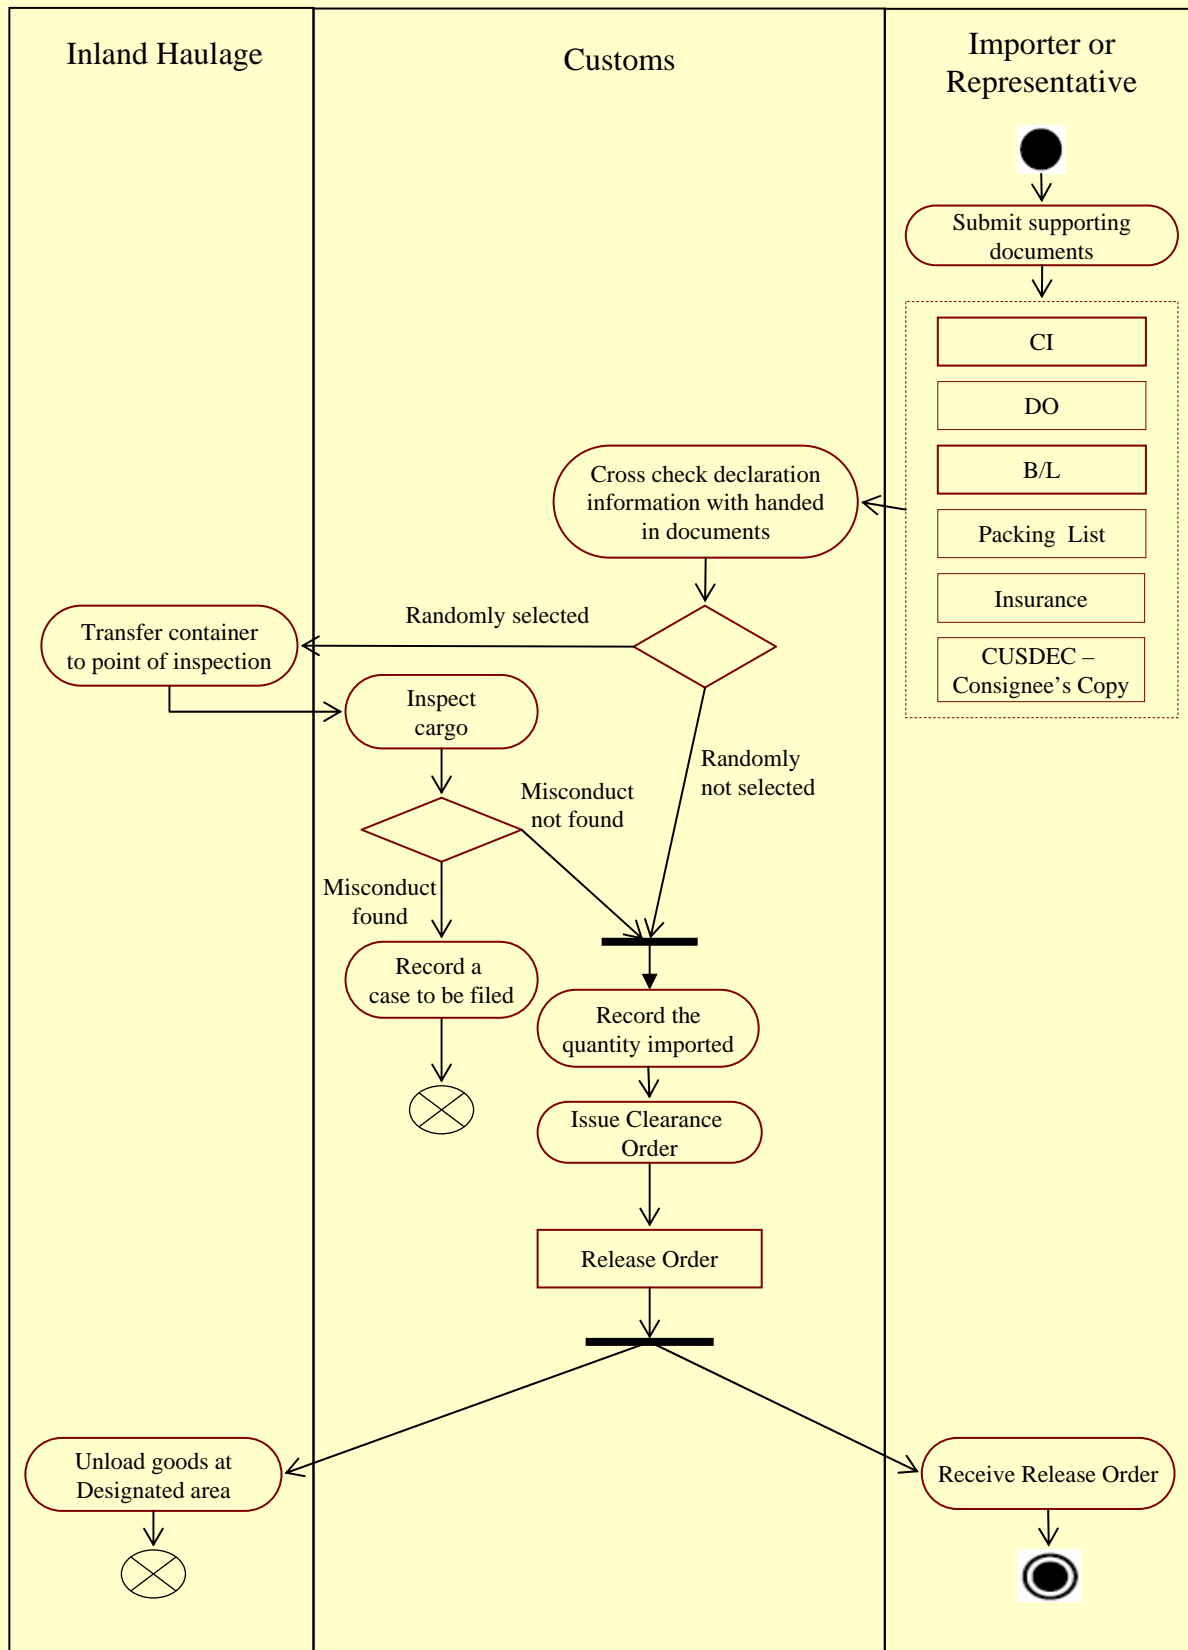 Inland Haulage
Customs
Importer or
Representative
Submit supporting
documents
CI
DO
B/L
Packing List
Insurance
CUSDEC –
Consignee’s Copy
Cross check declaration
information with handed
in documents
Randomly selected
Transfer container
to point of inspection
Inspect
cargo
Randomly
not selected
Misconduct
not found
Misconduct
found
Record a
case to be filed
Record the
quantity imported
Issue Clearance
Order
Release Order
Unload goods at
Designated area
Receive Release Order